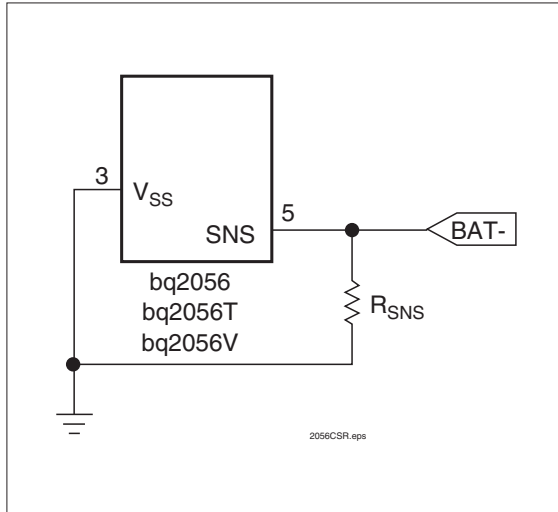 3
VSS
5
SNS
BAT-
bq2056
bq2056T
bq2056V
RSNS
2056CSR.eps